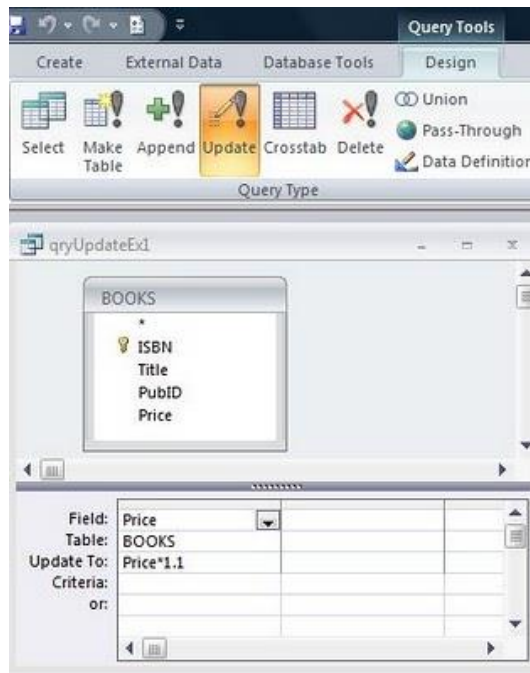 Query Tools
Create External Data Database Tools Design
Select Make Table Append Update Crosstab Delete
Union
Pass-Through
Data Definition
Query Type
qryUpdateEx1
BOOKS
*
ISBN
Title
PubID
Price
Field: Price
Table: BOOKS
Update To: Price*1.1
Criteria:
or: